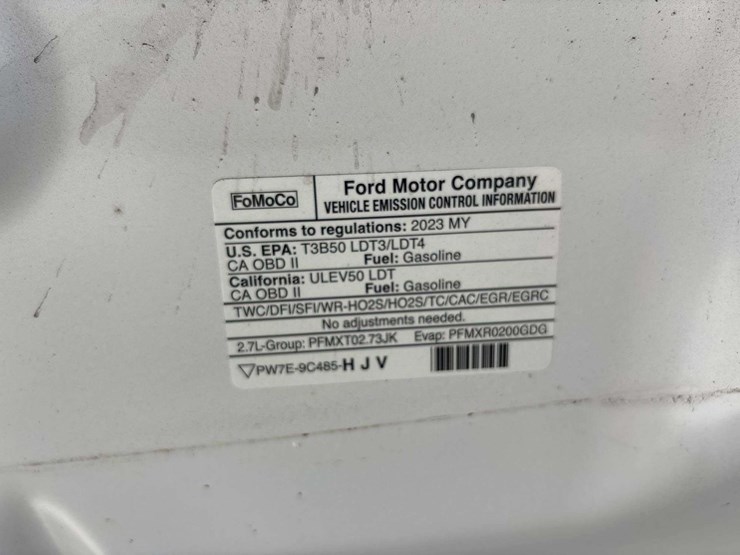 FoMoCo
Ford Motor Company
VEHICLE EMISSION CONTROL INFORMATION
Conforms to regulations: 2023 MY
U.S. EPA: T3B50 LDT3/LDT4
CA OBD II Fuel: Gasoline
California: ULEV50 LDT
CA OBD II Fuel: Gasoline
TWC/DFI/SFI/WR-HO2S/HO2S/TC/CAC/EGR/EGRC
No adjustments needed.
2.7L-Group: PFMXT02.73JK Evap: PFMXR0200GDG
PW7E-9C485-H J V